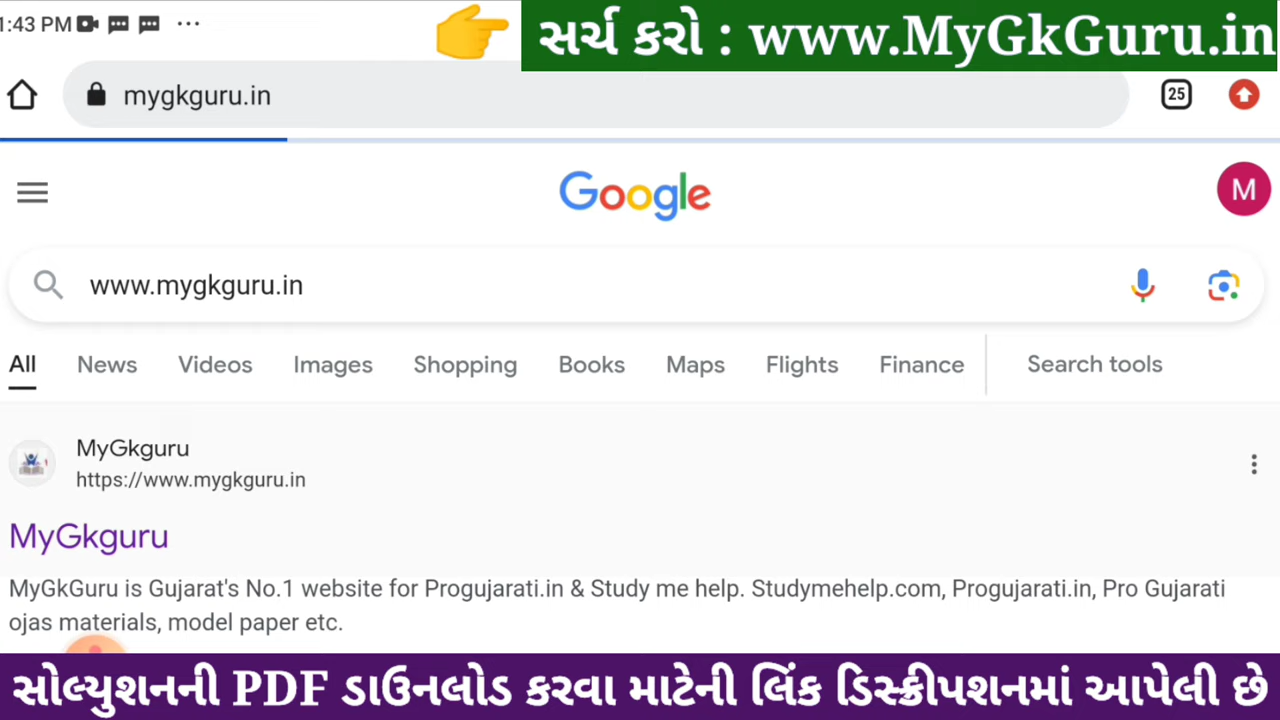 1:43 PM
સર્ચ કરો : www.MyGkGuru.in
mygkguru.in
25
Google
M
www.mygkguru.in
All News Videos Images Shopping Books Maps Flights Finance Search tools
MyGkguru
https://www.mygkguru.in
MyGkguru
MyGkGuru is Gujarat's No.1 website for Progujarati.in & Study me help. Studymehelp.com, Progujarati.in, Pro Gujarati
ojas materials, model paper etc.
સોલ્યુશનની PDF ડાઉનલોડ કરવા માટેની લિંક ડિસ્ક્રીપશનમાં આપેલી છે